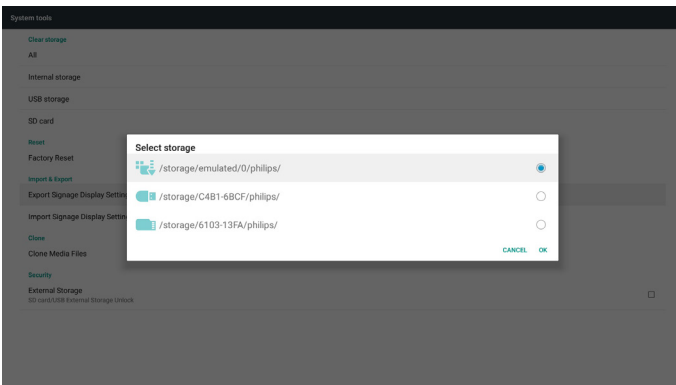 System tools
Clear storage
All
Internal storage
USB storage
SD card
Reset
Factory Reset
Import & Export
Export Signage Display Settin
Import Signage Display Settin
Clone
Clone Media Files
Security
External Storage
SD card/USB External Storage Unlock
Select storage
/storage/emulated/0/philips/
/storage/C4B1-6BCF/philips/
/storage/6103-13FA/philips/
CANCEL OK